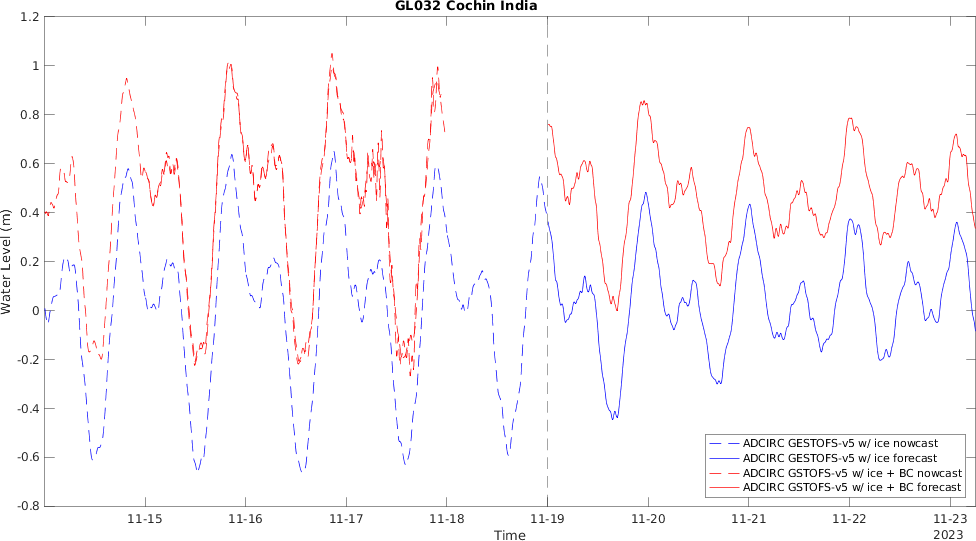 GL032 Cochin India
1.2
1
0.8
0.6
0.4
0.2
0
-0.2
-0.4
-0.6
-0.8
Water Level (m)
ADCIRC GESTOFS-v5 w/ ice nowcast
ADCIRC GESTOFS-v5 w/ ice forecast
ADCIRC GSTOFS-v5 w/ ice + BC nowcast
ADCIRC GSTOFS-v5 w/ ice + BC forecast
11-15 11-16 11-17 11-18 11-19 11-20 11-21 11-22 11-23
Time 2023